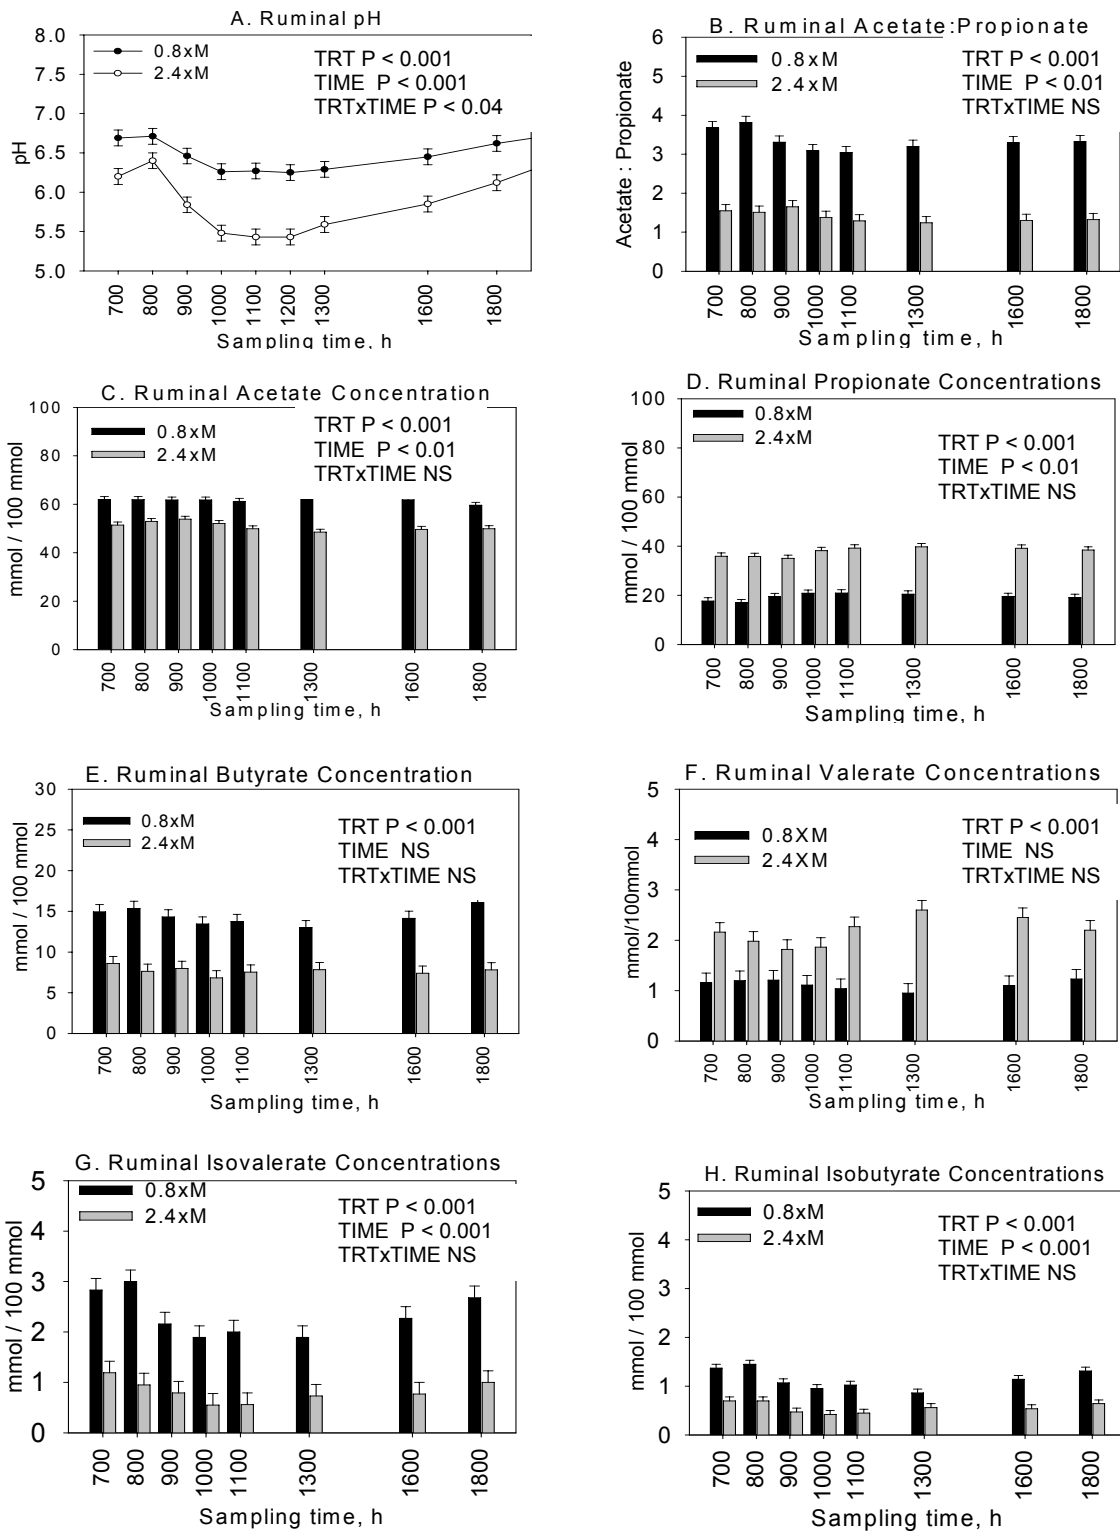 A. Ruminal pH
8.0
7.5
7.0
6.5
6.0
5.5
5.0
pH
0.8xM
2.4xM
TRT P < 0.001
TIME P < 0.001
TRTxTIME P < 0.04
700
800
900
1000
1100
1200
1300
1600
1800
Sampling time, h
B. Ruminal Acetate:Propionate
6
5
4
3
2
1
0
Acetate : Propionate
0.8xM
2.4xM
TRT P < 0.001
TIME P < 0.01
TRTxTIME NS
700
800
900
1000
1100
1300
1600
1800
Sampling time, h
C. Ruminal Acetate Concentration
100
80
60
40
20
0
mmol / 100 mmol
0.8xM
2.4xM
TRT P < 0.001
TIME P < 0.01
TRTxTIME NS
700
800
900
1000
1100
1300
1600
1800
Sampling time, h
D. Ruminal Propionate Concentrations
100
80
60
40
20
0
mmol / 100 mmol
0.8xM
2.4xM
TRT P < 0.001
TIME P < 0.01
TRTxTIME NS
700
800
900
1000
1100
1300
1600
1800
Sampling time, h
E. Ruminal Butyrate Concentration
30
25
20
15
10
5
0
mmol / 100 mmol
0.8xM
2.4xM
TRT P < 0.001
TIME NS
TRTxTIME NS
700
800
900
1000
1100
1300
1600
1800
Sampling time, h
F. Ruminal Valerate Concentrations
5
4
3
2
1
0
mmol/100mmol
0.8XM
2.4XM
TRT P < 0.001
TIME NS
TRTxTIME NS
700
800
900
1000
1100
1300
1600
1800
Sampling time, h
G. Ruminal Isovalerate Concentrations
5
4
3
2
1
0
mmol / 100 mmol
0.8xM
2.4xM
TRT P < 0.001
TIME P < 0.001
TRTxTIME NS
700
800
900
1000
1100
1300
1600
1800
Sampling time, h
H. Ruminal Isobutyrate Concentrations
5
4
3
2
1
0
mmol / 100 mmol
0.8xM
2.4xM
TRT P < 0.001
TIME P < 0.001
TRTxTIME NS
700
800
900
1000
1100
1300
1600
1800
Sampling time, h